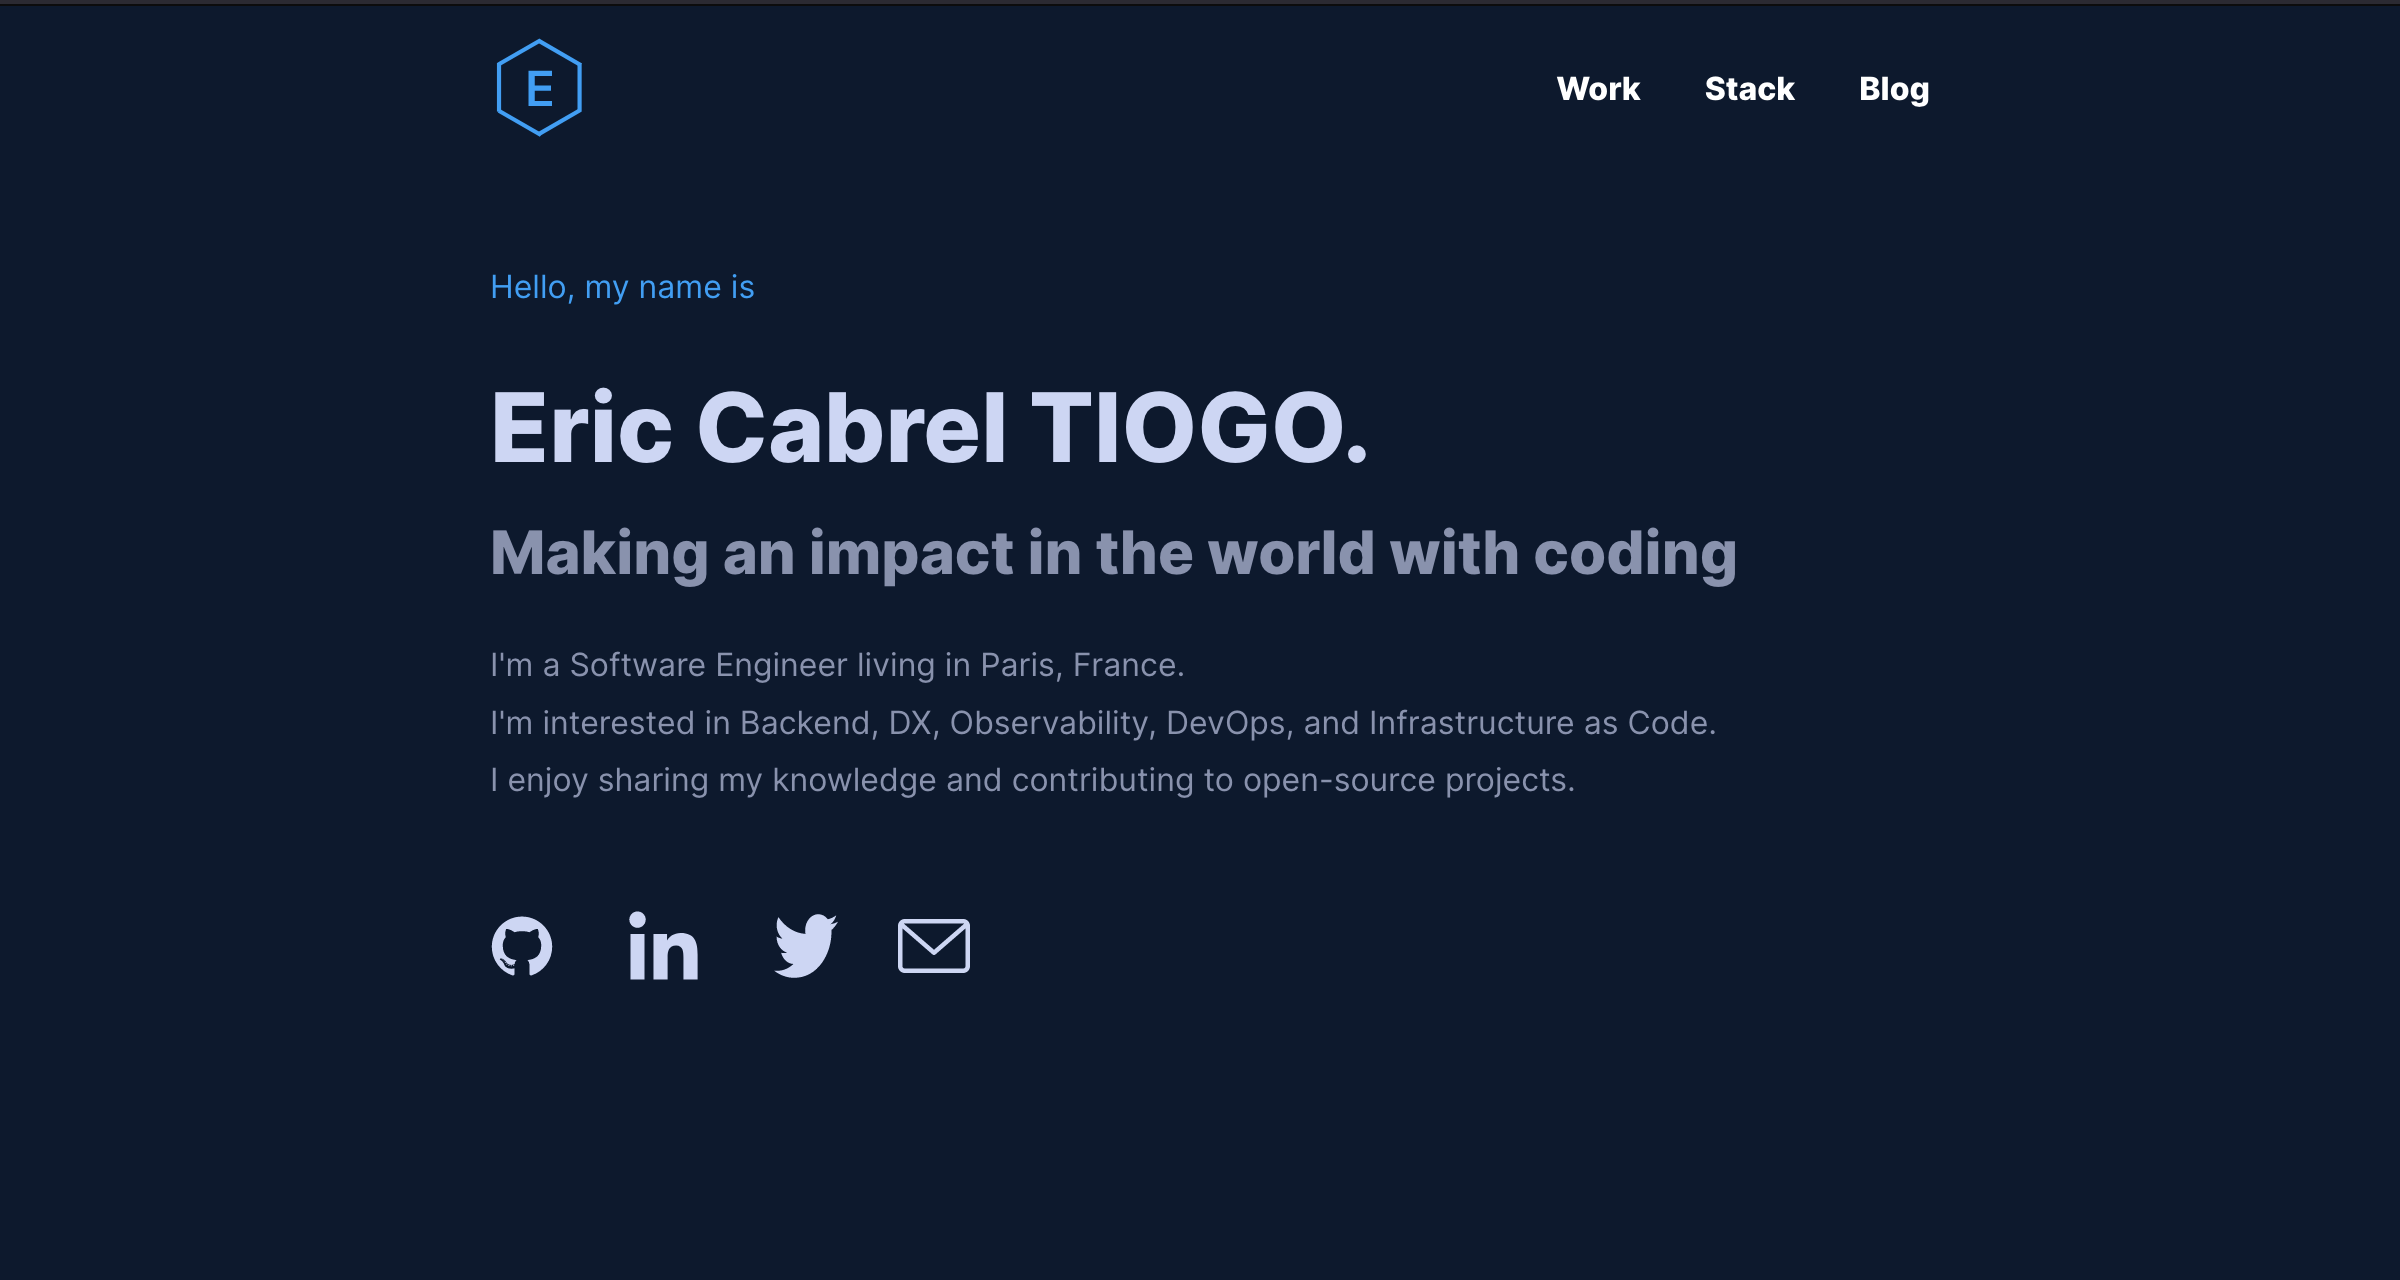 E
Work Stack Blog
Hello, my name is
Eric Cabrel TIOGO.
Making an impact in the world with coding
I'm a Software Engineer living in Paris, France.
I'm interested in Backend, DX, Observability, DevOps, and Infrastructure as Code.
I enjoy sharing my knowledge and contributing to open-source projects.
in